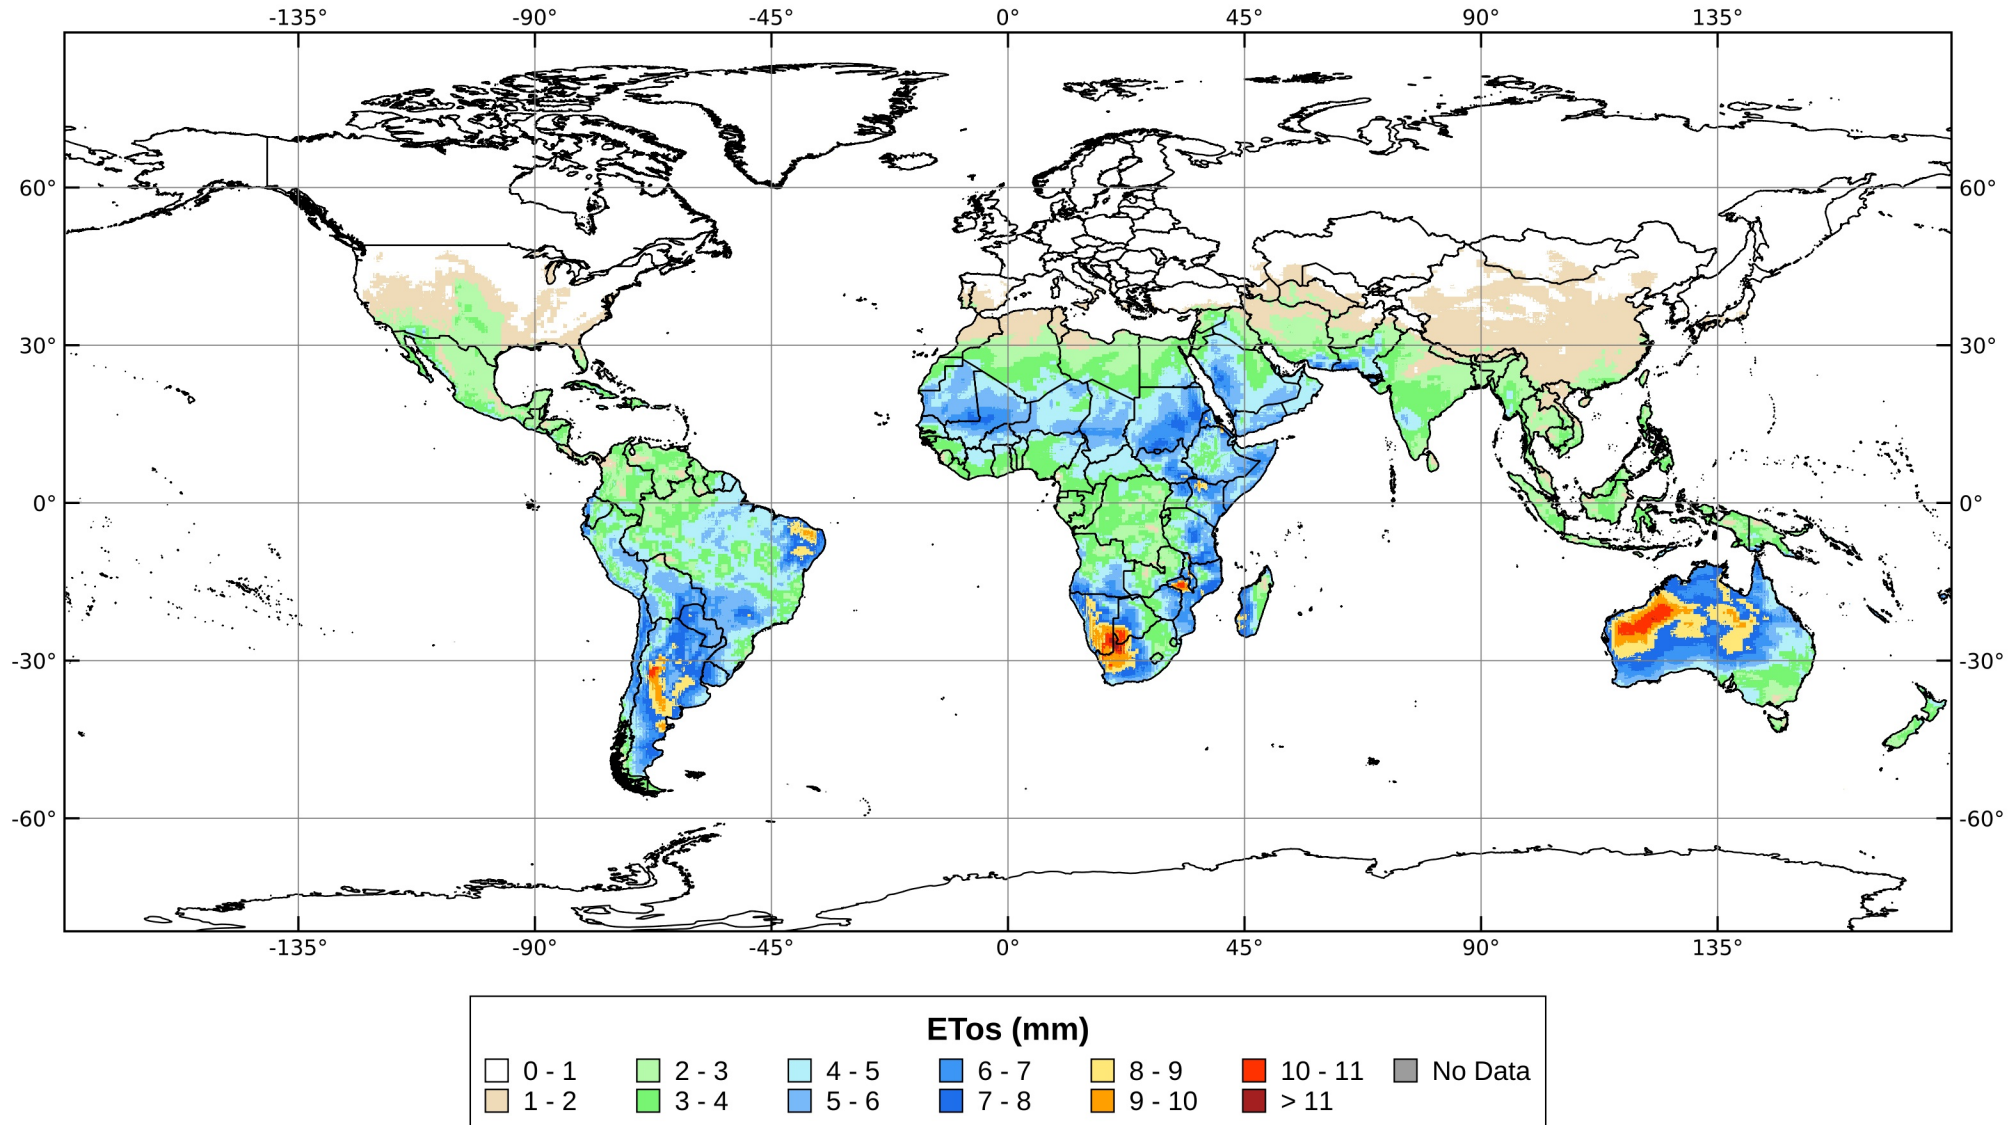 -135° -90° -45° 0° 45° 90° 135°
60° 60°
30° 30°
0° 0°
-30° -30°
-60° -60°
-135° -90° -45° 0° 45° 90° 135°
ETos (mm)
0 - 1 2 - 3 4 - 5 6 - 7 8 - 9 10 - 11 No Data
1 - 2 3 - 4 5 - 6 7 - 8 9 - 10 > 11